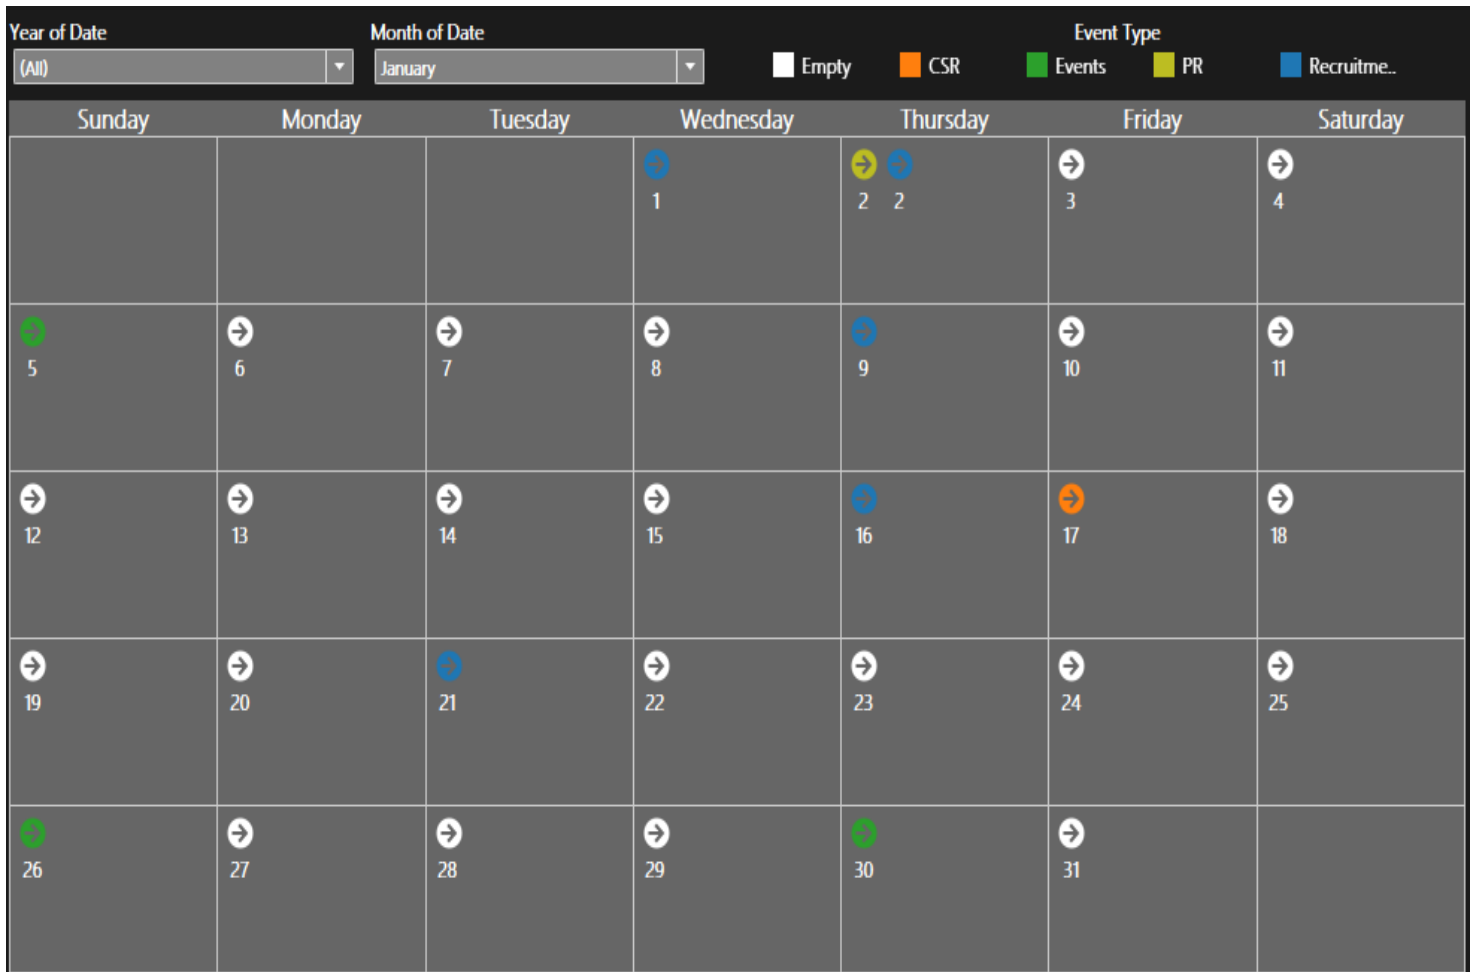 Year of Date Month of Date Event Type
(All) January Empty CSR Events PR Recruitme..
Sunday Monday Tuesday Wednesday Thursday Friday Saturday
1 2 2 3 4
5 6 7 8 9 10 11
12 13 14 15 16 17 18
19 20 21 22 23 24 25
26 27 28 29 30 31